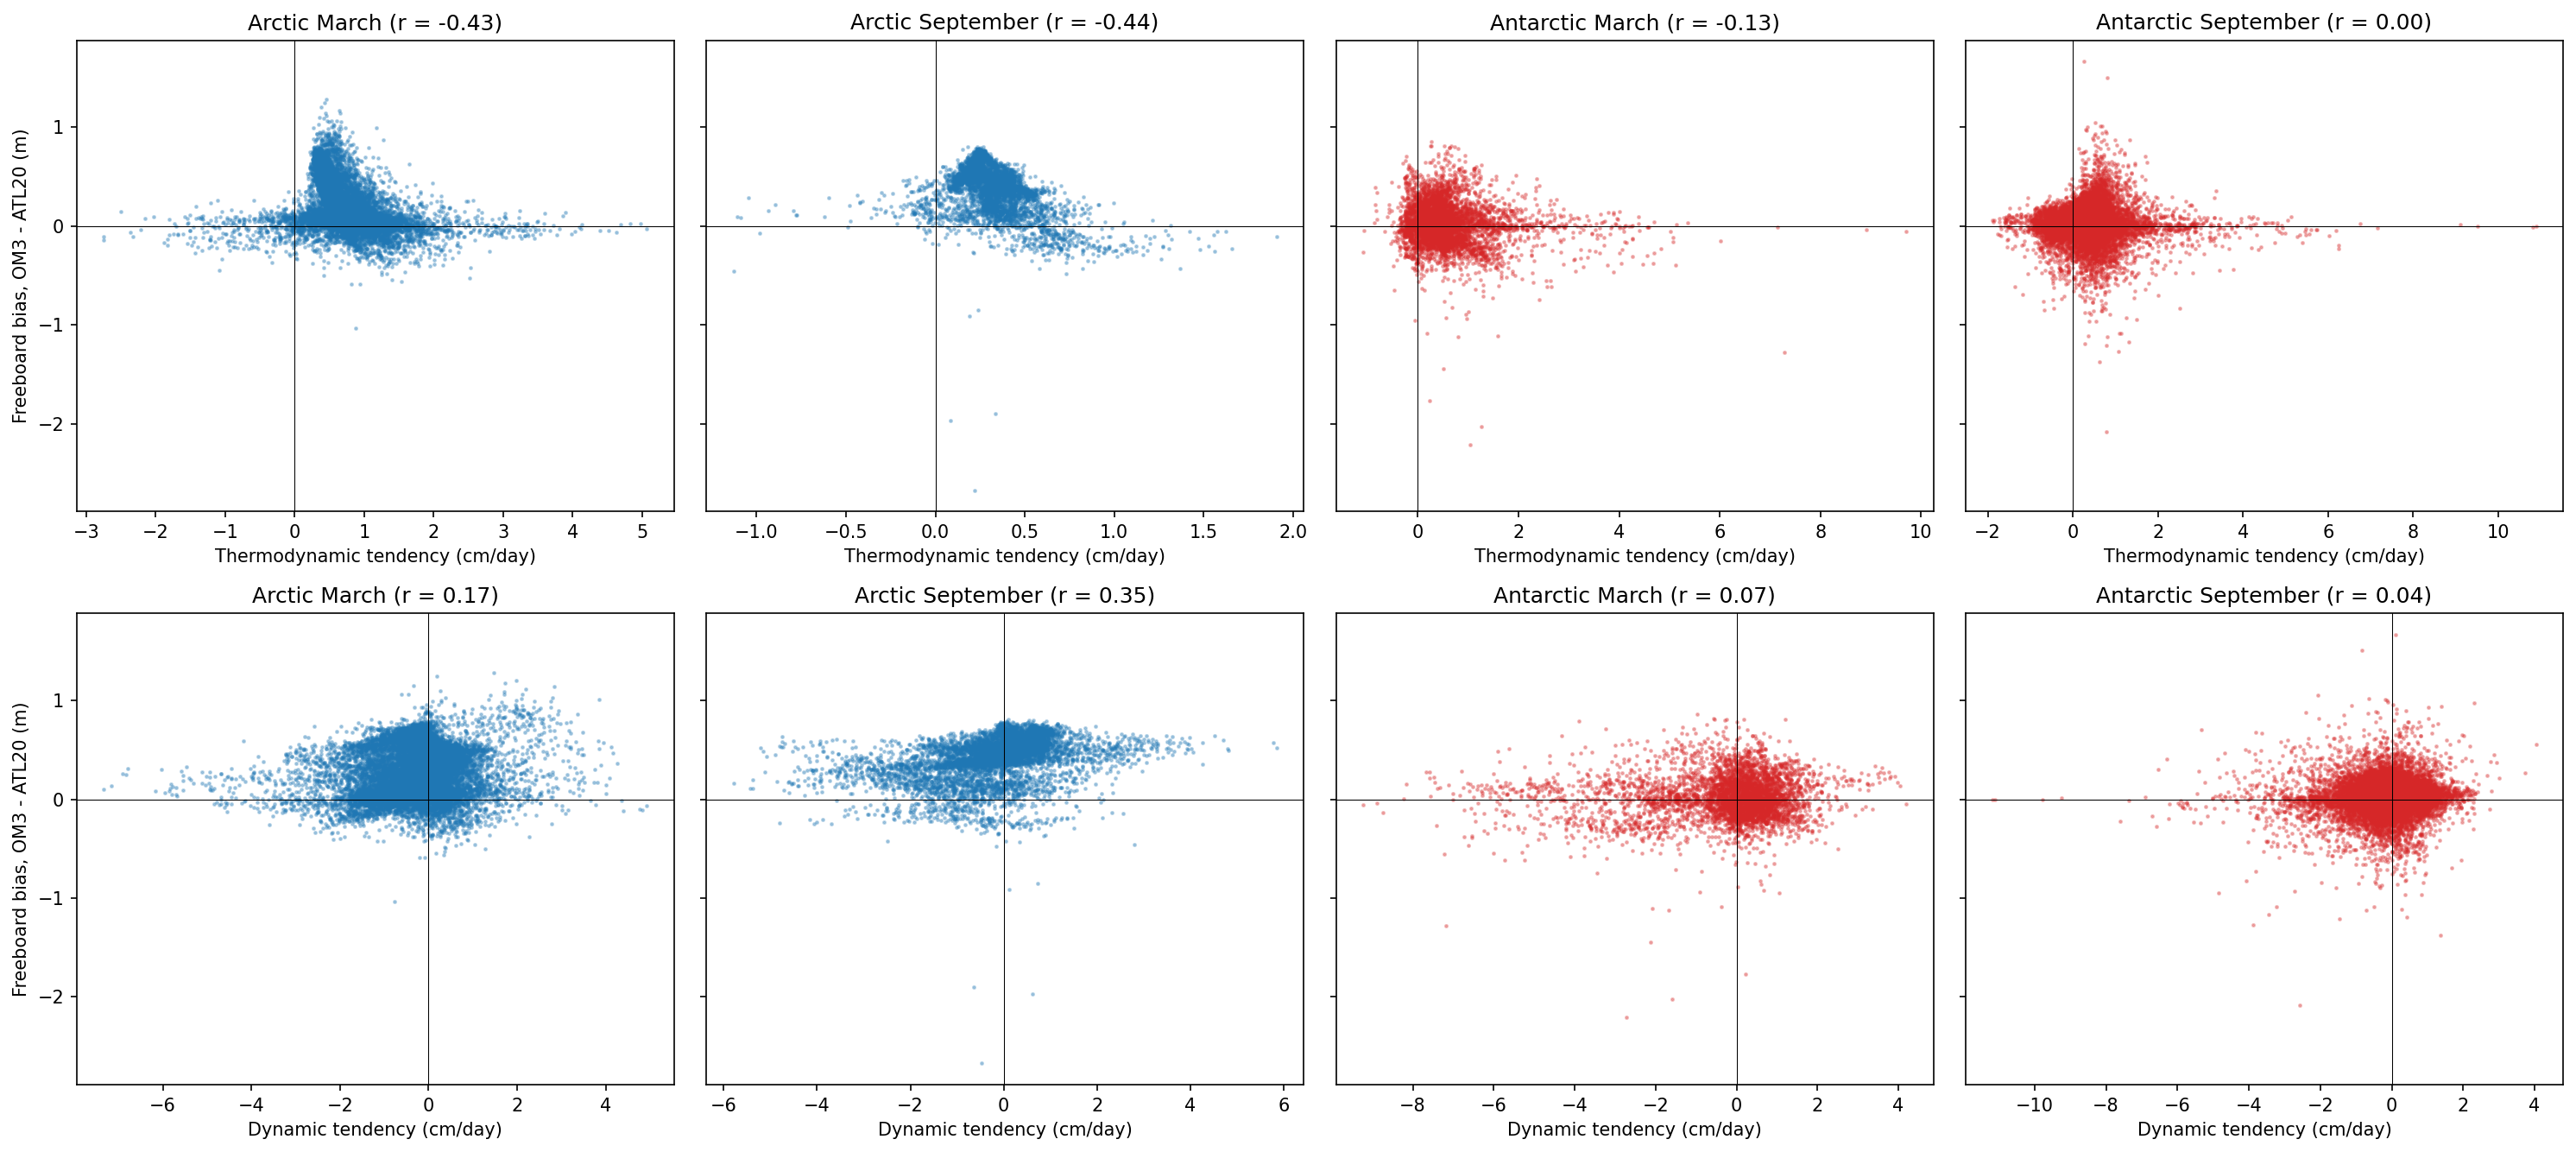 Arctic March (r = -0.43)
Arctic September (r = -0.44)
Antarctic March (r = -0.13)
Antarctic September (r = 0.00)
Freeboard bias, OM3 - ATL20 (m)
1
0
−1
−2
−3 −2 −1 0 1 2 3 4 5
−1.0 −0.5 0.0 0.5 1.0 1.5 2.0
0 2 4 6 8 10
−2 0 2 4 6 8 10
Thermodynamic tendency (cm/day)
Thermodynamic tendency (cm/day)
Thermodynamic tendency (cm/day)
Thermodynamic tendency (cm/day)
Arctic March (r = 0.17)
Arctic September (r = 0.35)
Antarctic March (r = 0.07)
Antarctic September (r = 0.04)
Freeboard bias, OM3 - ATL20 (m)
1
0
−1
−2
−6 −4 −2 0 2 4
−6 −4 −2 0 2 4 6
−8 −6 −4 −2 0 2 4
−10 −8 −6 −4 −2 0 2 4
Dynamic tendency (cm/day)
Dynamic tendency (cm/day)
Dynamic tendency (cm/day)
Dynamic tendency (cm/day)